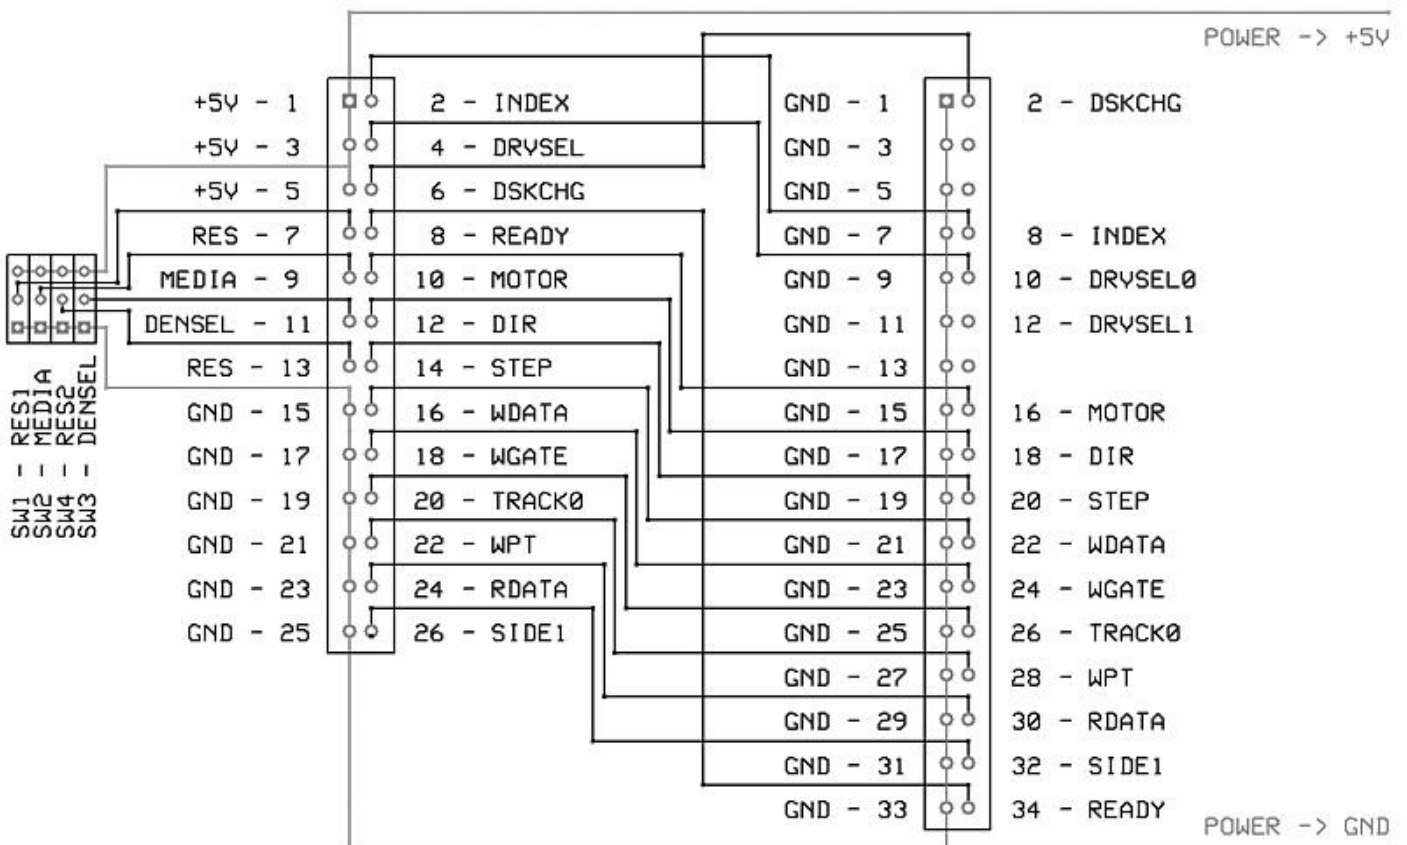 POWER -> +5V
+5V - 1
2 - INDEX
GND - 1
2 - DSKCHG
+5V - 3
4 - DRVSEL
GND - 3
+5V - 5
6 - DSKCHG
GND - 5
RES - 7
8 - READY
GND - 7
8 - INDEX
MEDIA - 9
10 - MOTOR
GND - 9
10 - DRVSEL0
DENSEL - 11
12 - DIR
GND - 11
12 - DRVSEL1
RES - 13
14 - STEP
GND - 13
GND - 15
16 - WDATA
GND - 15
16 - MOTOR
GND - 17
18 - WGATE
GND - 17
18 - DIR
GND - 19
20 - TRACK0
GND - 19
20 - STEP
GND - 21
22 - WPT
GND - 21
22 - WDATA
GND - 23
24 - RDATA
GND - 23
24 - WGATE
GND - 25
26 - SIDE1
GND - 25
26 - TRACK0
GND - 27
28 - WPT
GND - 29
30 - RDATA
GND - 31
32 - SIDE1
GND - 33
34 - READY
POWER -> GND
SW1 - RES1
SW2 - MEDIA
SW4 - RES2
SW3 - DENSEL